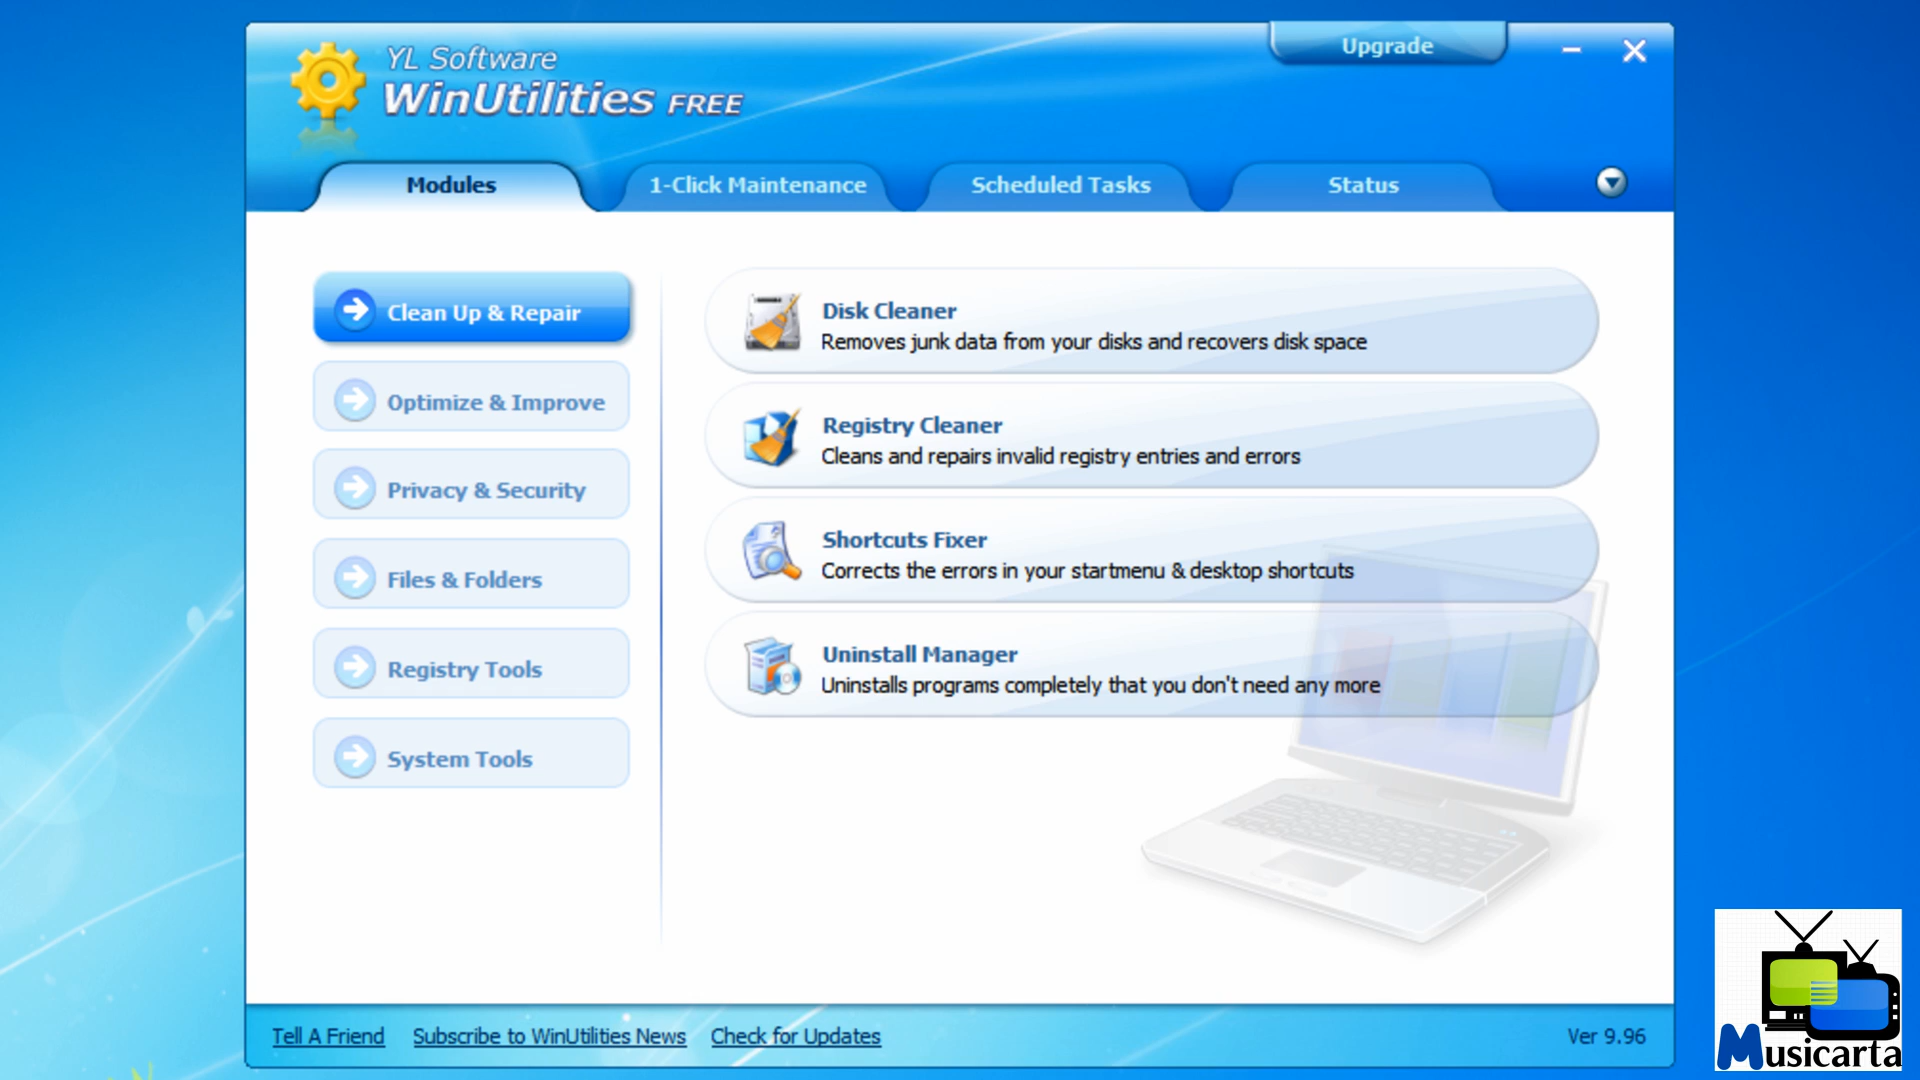 YL Software
WinUtilities FREE
Upgrade
Modules
1-Click Maintenance
Scheduled Tasks
Status
Clean Up & Repair
Optimize & Improve
Privacy & Security
Files & Folders
Registry Tools
System Tools
Disk Cleaner
Removes junk data from your disks and recovers disk space
Registry Cleaner
Cleans and repairs invalid registry entries and errors
Shortcuts Fixer
Corrects the errors in your startmenu & desktop shortcuts
Uninstall Manager
Uninstalls programs completely that you don't need any more
Tell A Friend
Subscribe to WinUtilities News
Check for Updates
Ver 9.96
Musicarta